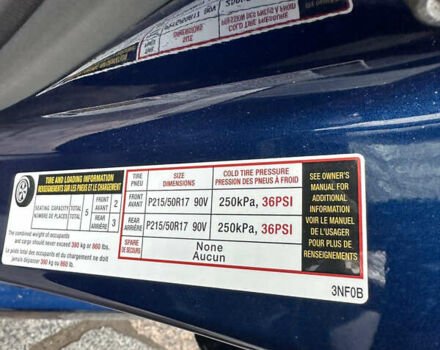 TIRE AND LOADING INFORMATION
RENSEIGNEMENTS SUR LES PNEUS ET LE CHARGEMENT
SEATING CAPACITY
NOMBRE DE PLACES
TOTAL
TOTAL
5
FRONT
AVANT
2
REAR
ARRIÈRE
3
The combined weight of occupants
and cargo should never exceed 390 kg or 860 lbs.
Le poids total des occupants et du chargement ne doit
jamais dépasser 390 kg ou 860 lb.
TIRE
PNEU
SIZE
DIMENSIONS
COLD TIRE PRESSURE
PRESSION DES PNEUS À FROID
FRONT
AVANT
P215/50R17 90V
250kPa, 36PSI
REAR
ARRIÈRE
P215/50R17 90V
250kPa, 36PSI
SPARE
DE SECOURS
None
Aucun
SEE OWNER'S
MANUAL FOR
ADDITIONAL
INFORMATION
VOIR LE MANUEL
DE L'USAGER
POUR PLUS DE
RENSEIGNEMENTS
3NF0B